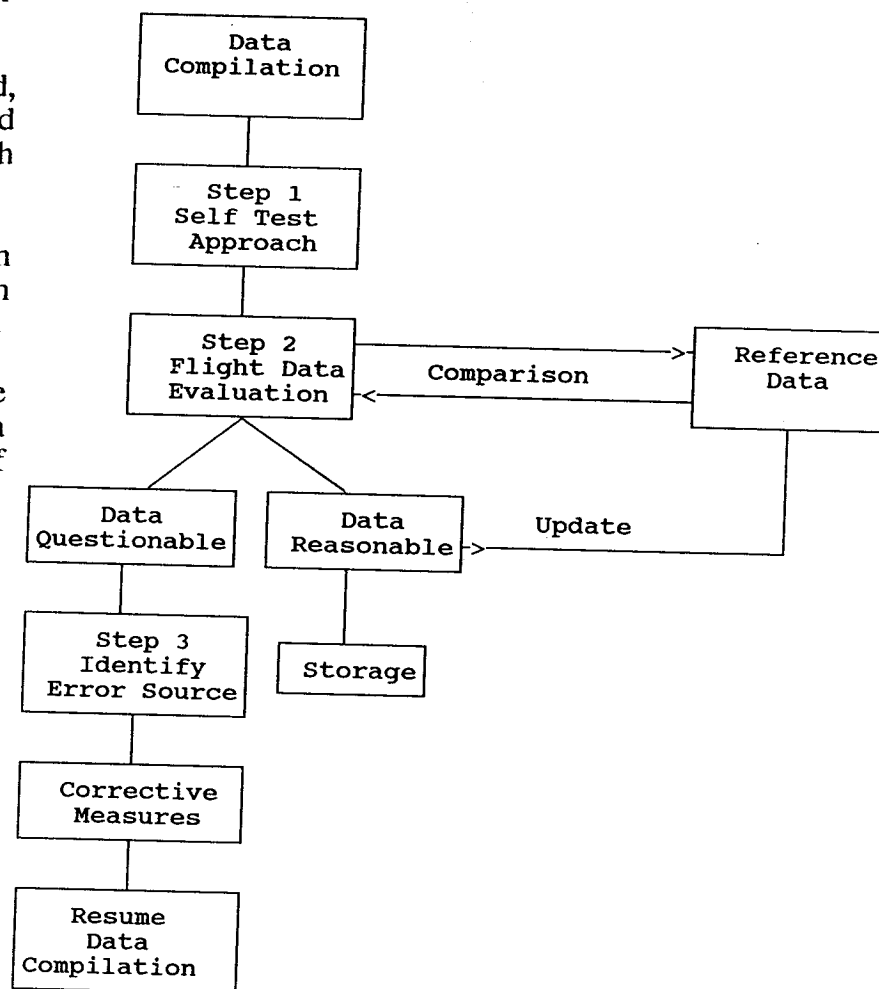 Data
Compilation
Step 1
Self Test
Approach
Step 2
Flight Data
Evaluation
Comparison
Reference
Data
Data
Questionable
Data
Reasonable
Update
Step 3
Identify
Error Source
Storage
Corrective
Measures
Resume
Data
Compilation